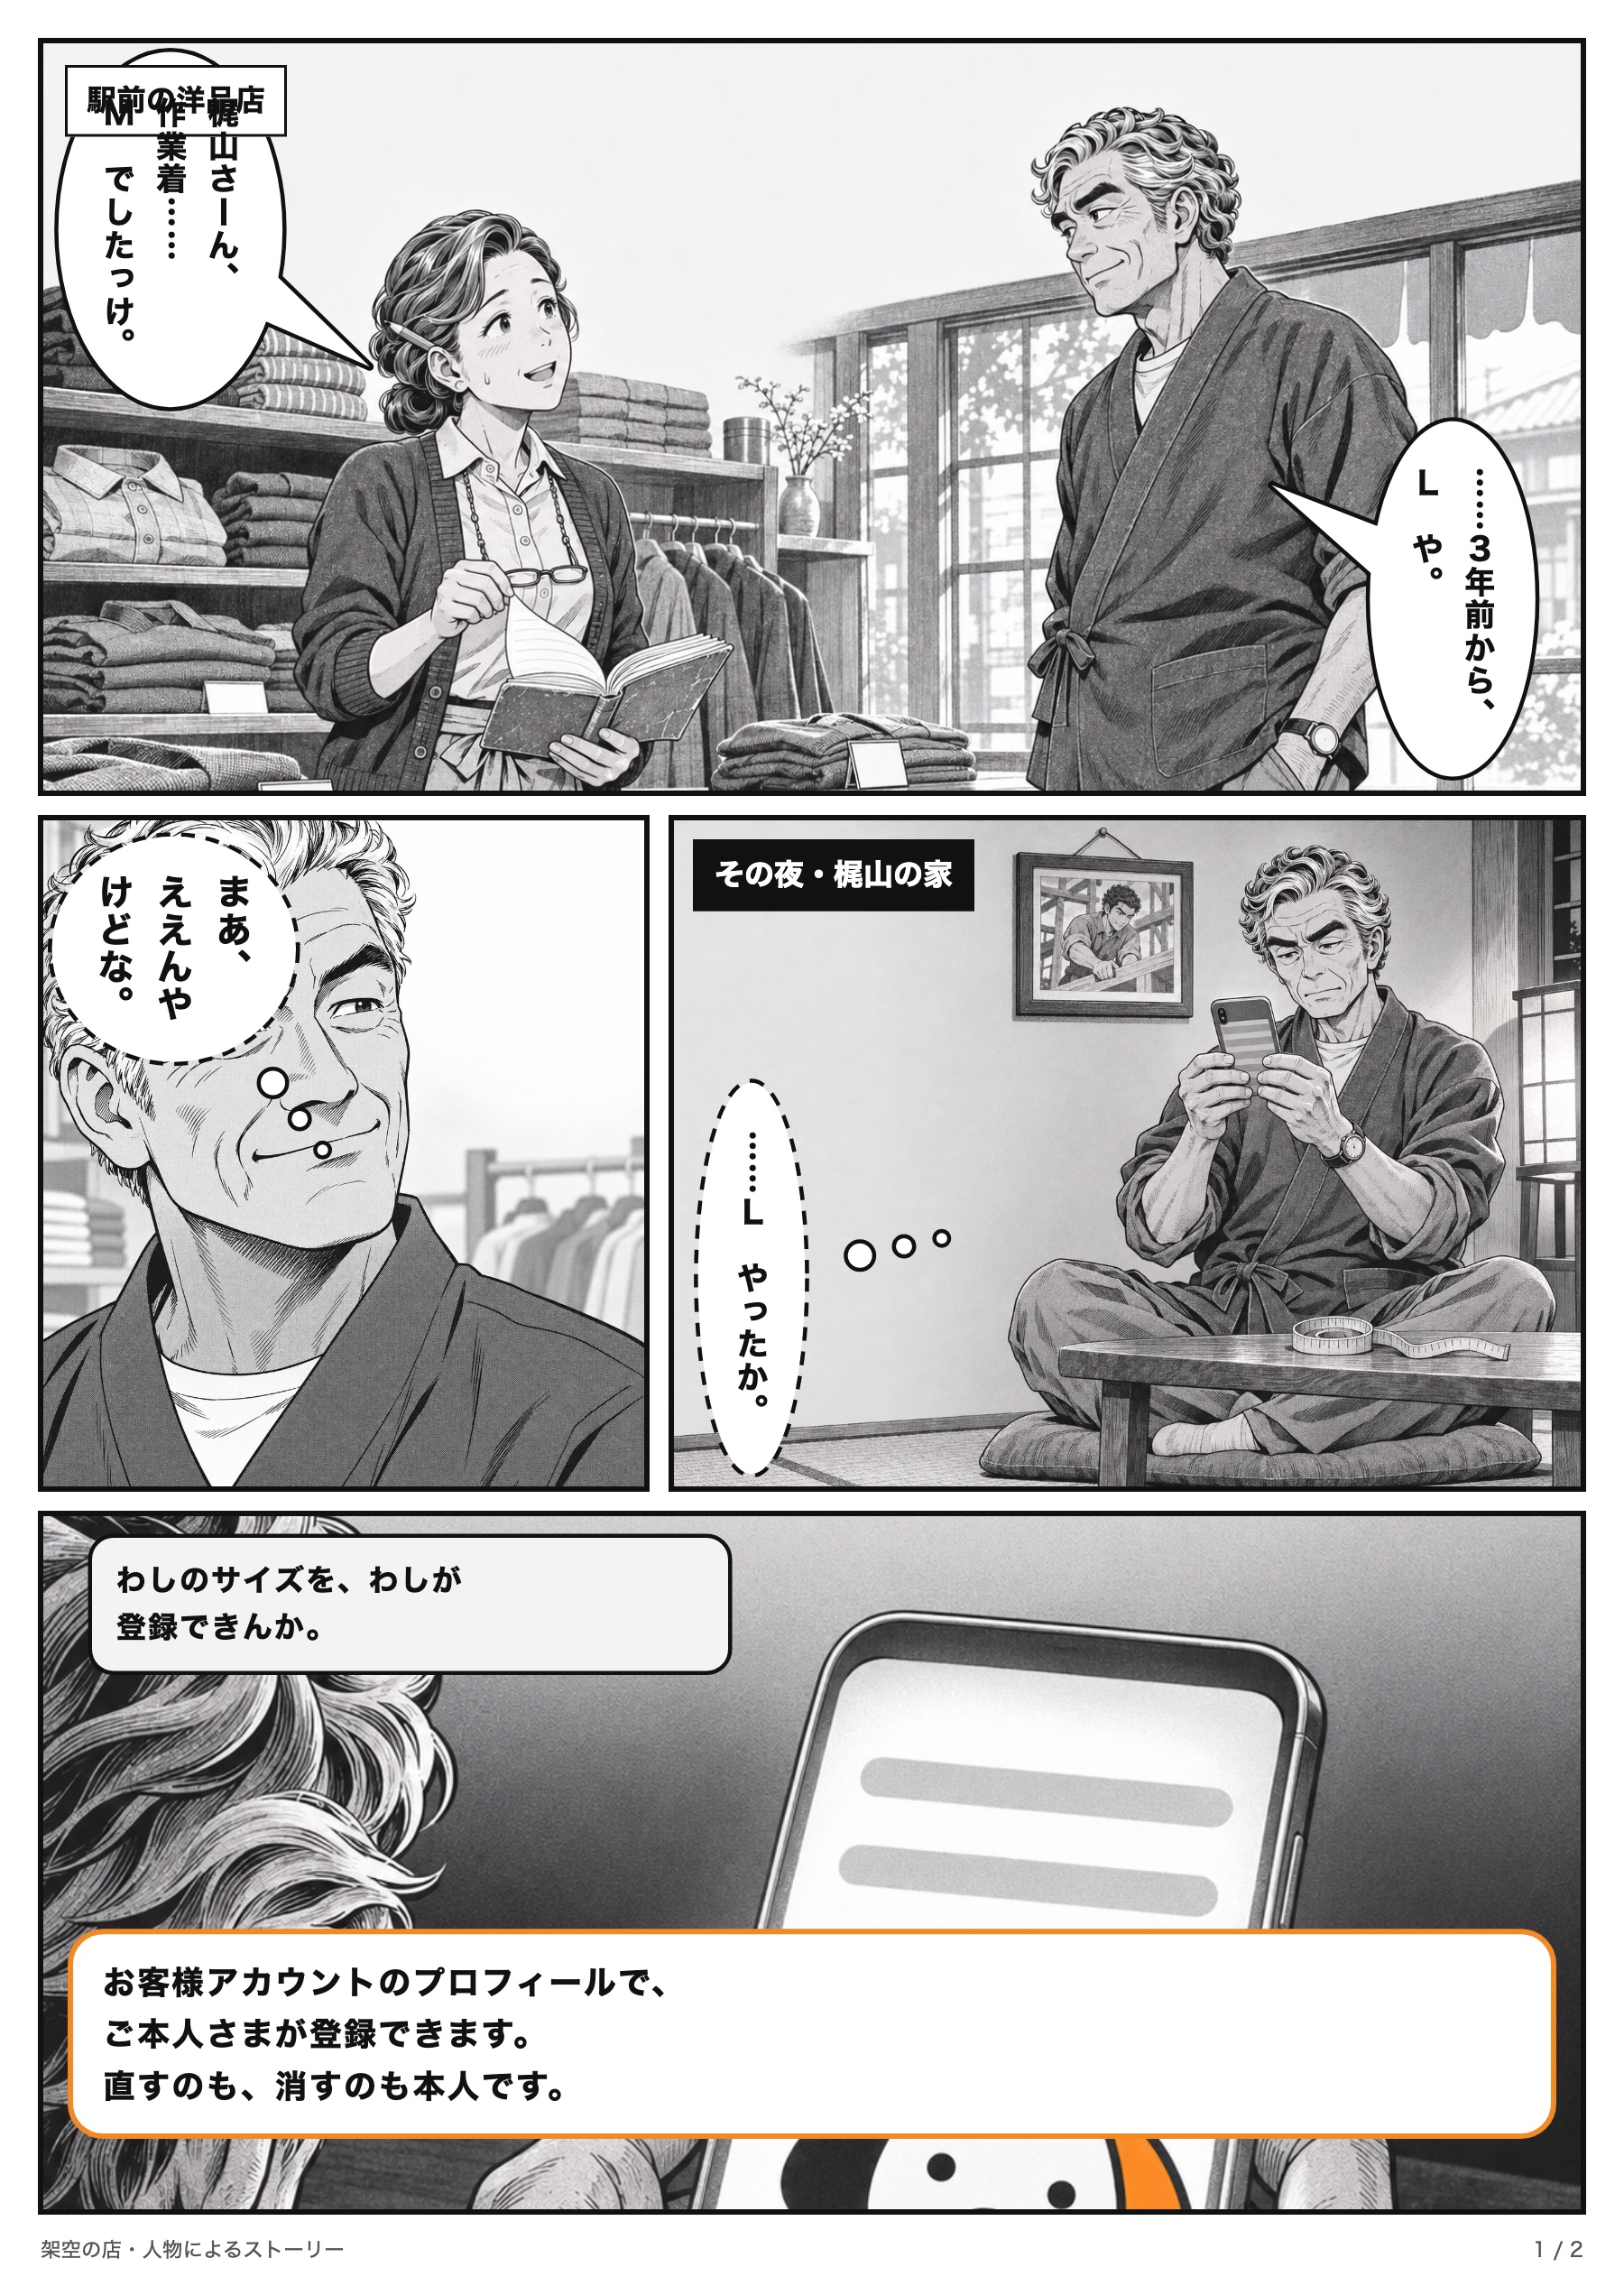 駅前の洋品店
梶山さーん、
作業着……
M でしたっけ。
……3年前から、
L や。
まあ、
ええんや
けどな。
その夜・梶山の家
……L やったか。
わしのサイズを、わしが
登録できんか。
お客様アカウントのプロフィールで、
ご本人さまが登録できます。
直すのも、消すのも本人です。
架空の店・人物によるストーリー
1 / 2